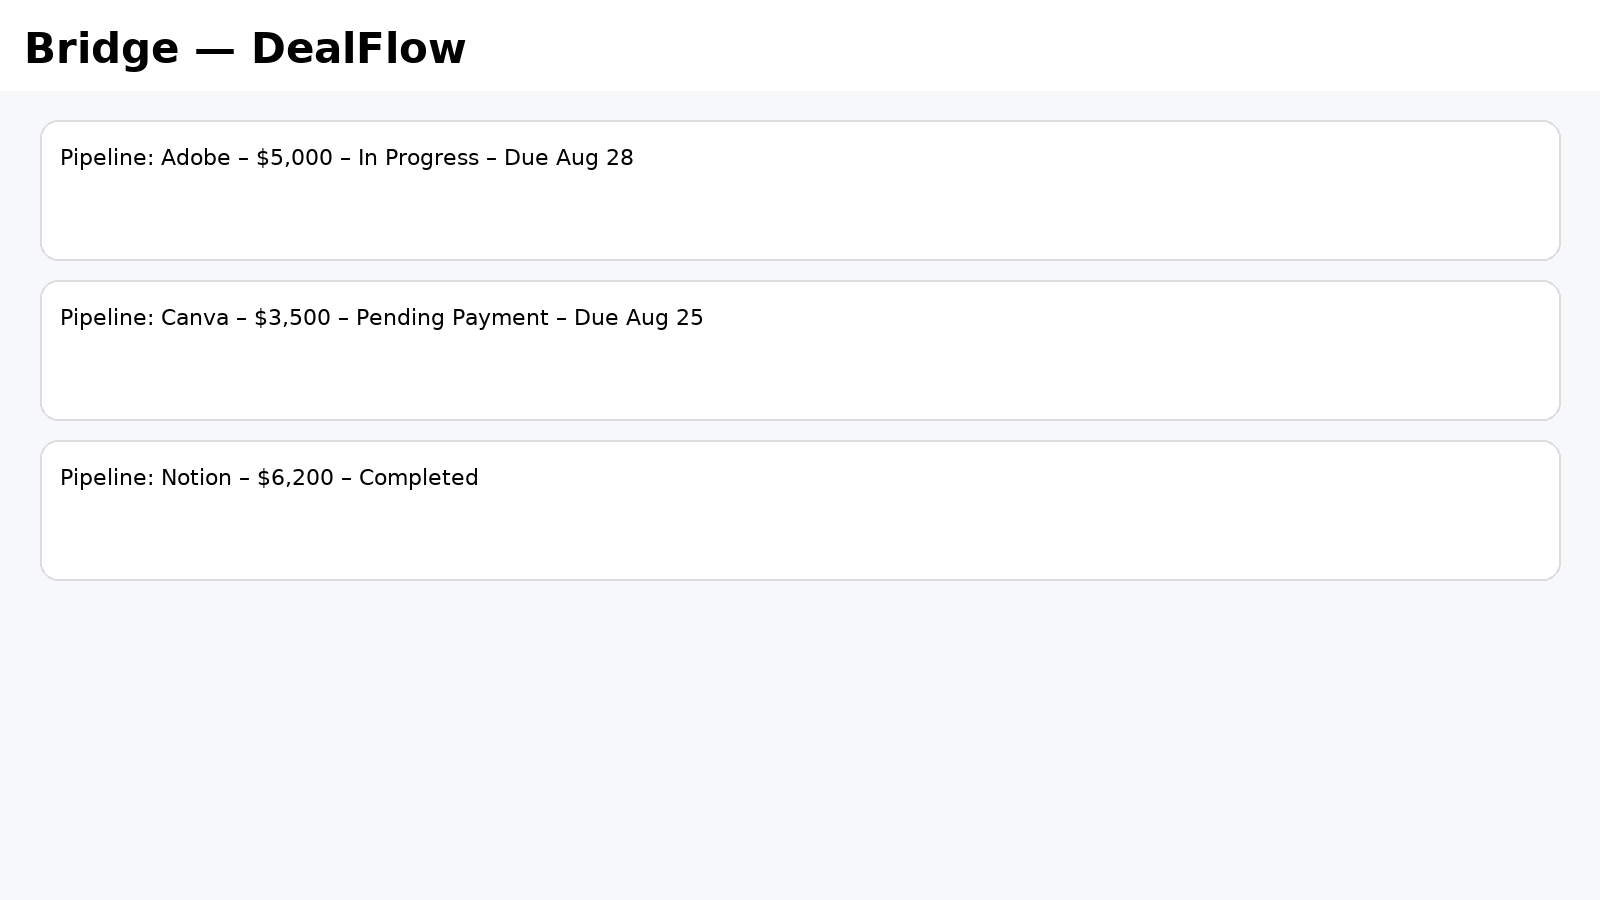 Bridge — DealFlow
Pipeline: Adobe – $5,000 – In Progress – Due Aug 28
Pipeline: Canva – $3,500 – Pending Payment – Due Aug 25
Pipeline: Notion – $6,200 – Completed